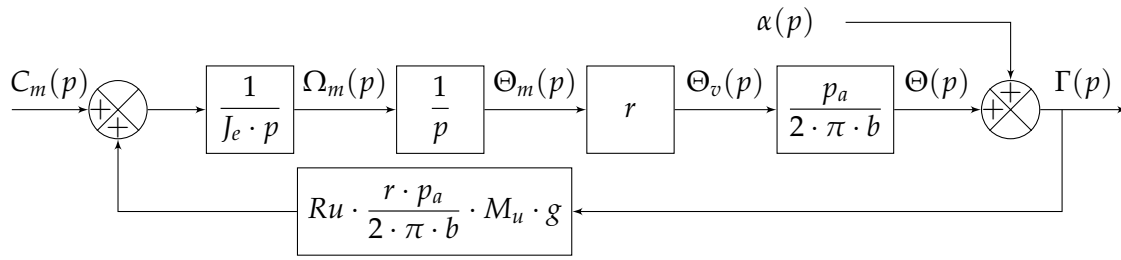 α(p)
C_m(p) + + 1/(J_e · p) Ω_m(p) 1/p Θ_m(p) r Θ_v(p) p_a/(2 · π · b) Θ(p) + + Γ(p)
Ru · (r · p_a)/(2 · π · b) · M_u · g